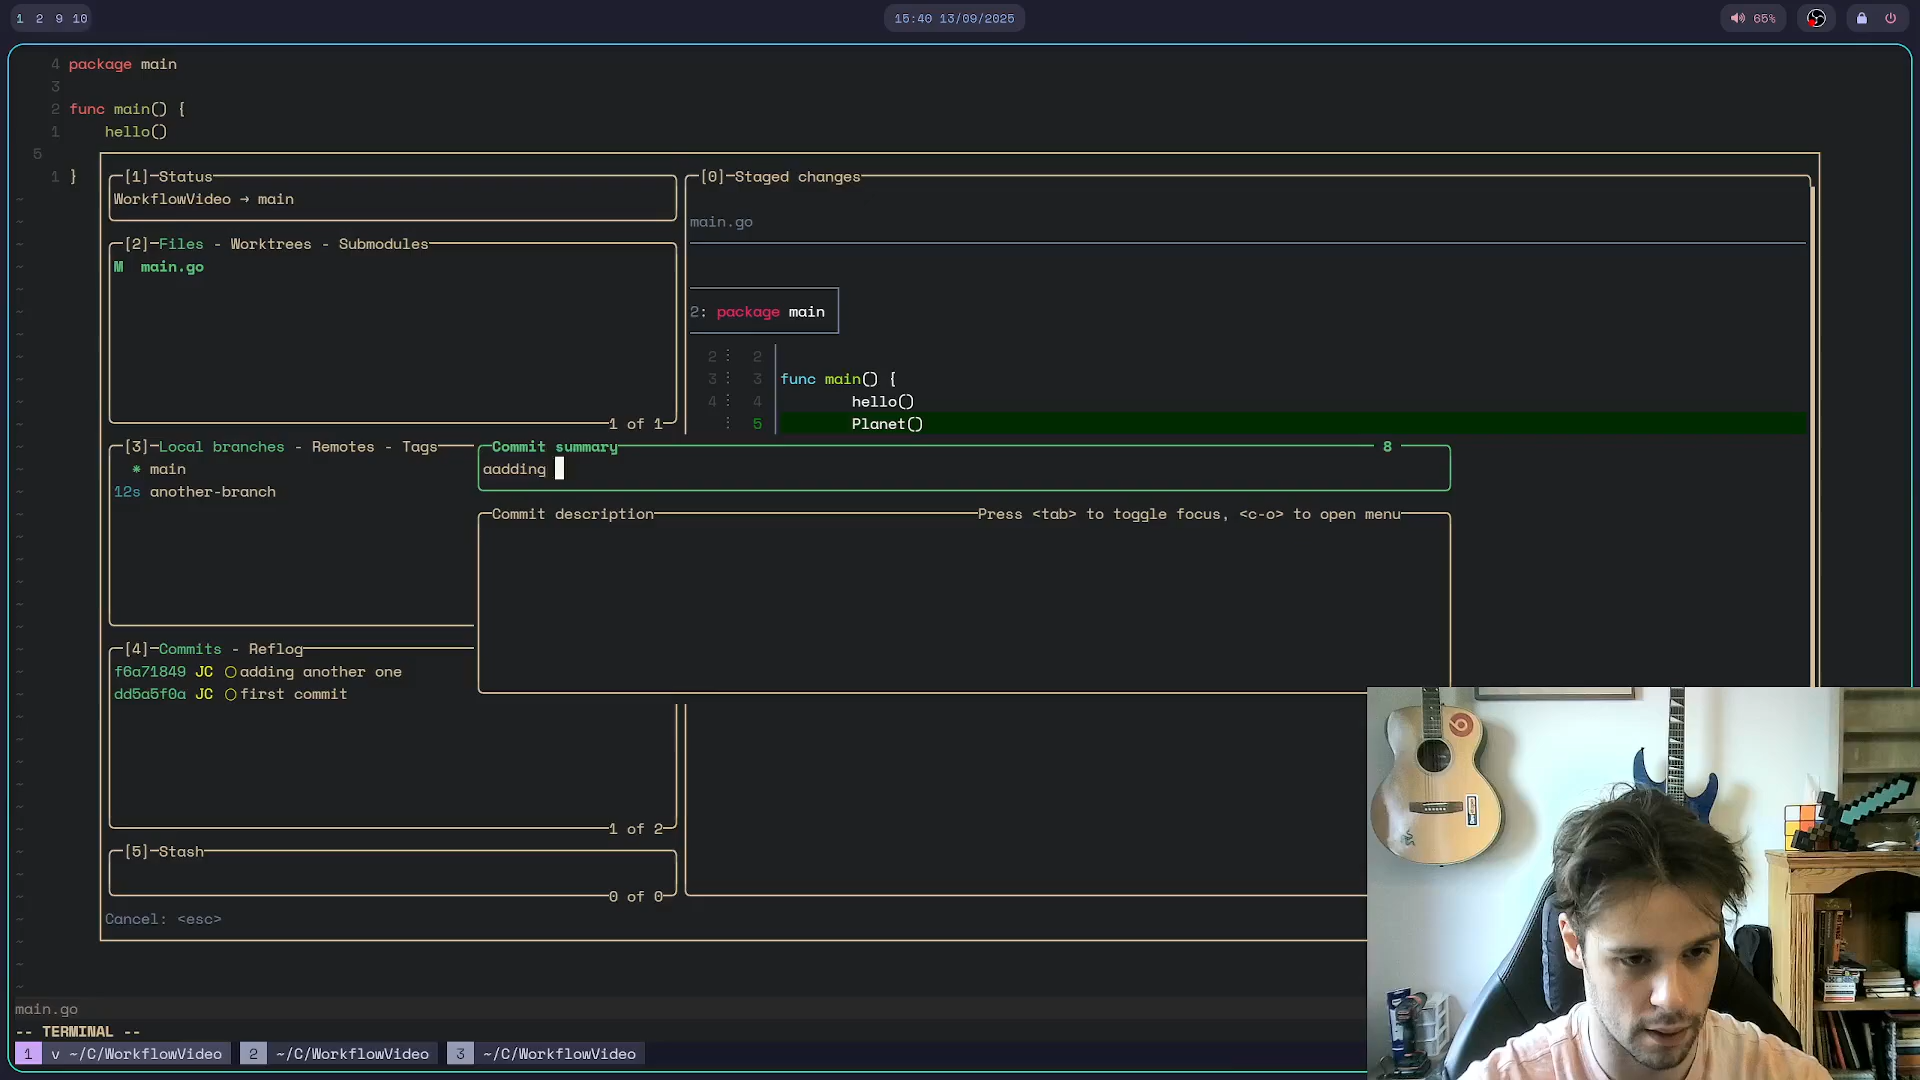 1 2 9 10
15:40 13/09/2025
65%
4 package main
3
2 func main() {
1 hello()
5
1 }
[1]-Status
WorkflowVideo → main
[2]-Files - Worktrees - Submodules
M main.go
1 of 1
[3]-Local branches - Remotes - Tags
* main
12s another-branch
[4]-Commits - Reflog
f6a71849 JC adding another one
dd5a5f0a JC first commit
1 of 2
[5]-Stash
0 of 0
Cancel: <esc>
[0]-Staged changes
main.go
2: package main
2 ⋮ 2
3 ⋮ 3 func main() {
4 ⋮ 4 hello()
⋮ 5 Planet()
Commit summary 8
aadding
Commit description Press <tab> to toggle focus, <c-o> to open menu
main.go
-- TERMINAL --
1 v ~/C/WorkflowVideo 2 ~/C/WorkflowVideo 3 ~/C/WorkflowVideo